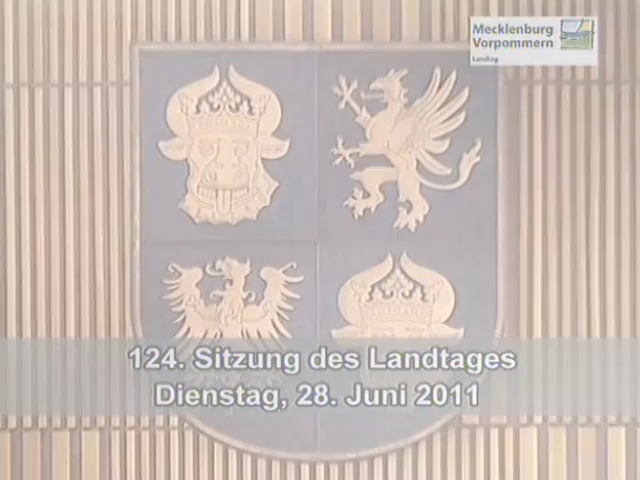 Mecklenburg
Vorpommern
Landtag
124. Sitzung des Landtages
Dienstag, 28. Juni 2011